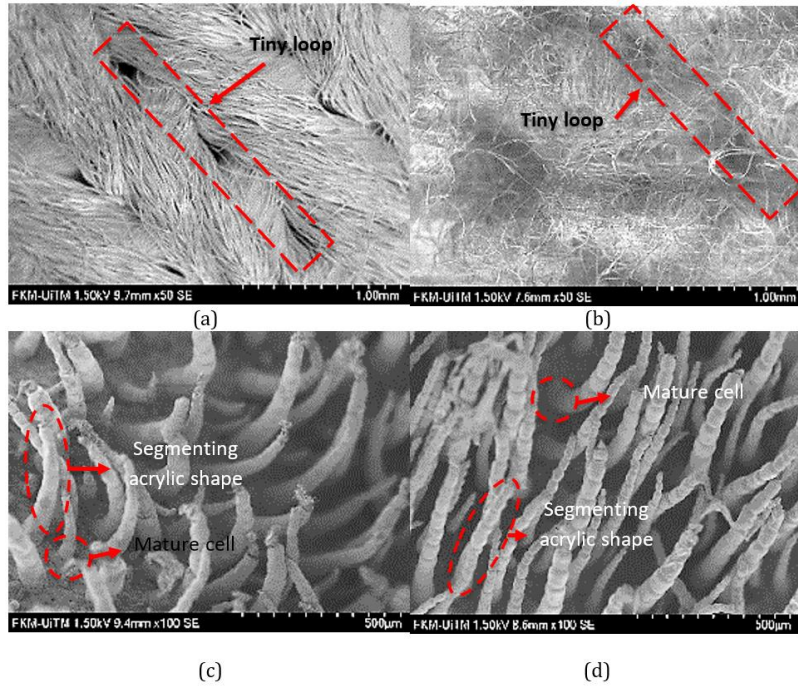 Tiny loop
FKM-UiTM 1.50kV 9.7mm x50 SE 1.00mm
(a)
Tiny loop
FKM-UiTM 1.50kV 7.6mm x50 SE 1.00mm
(b)
Segmenting
acrylic shape
Mature cell
FKM-UiTM 1.50kV 9.4mm x100 SE 500µm
(c)
Mature cell
Segmenting
acrylic shape
FKM-UiTM 1.50kV 8.6mm x100 SE 500µm
(d)